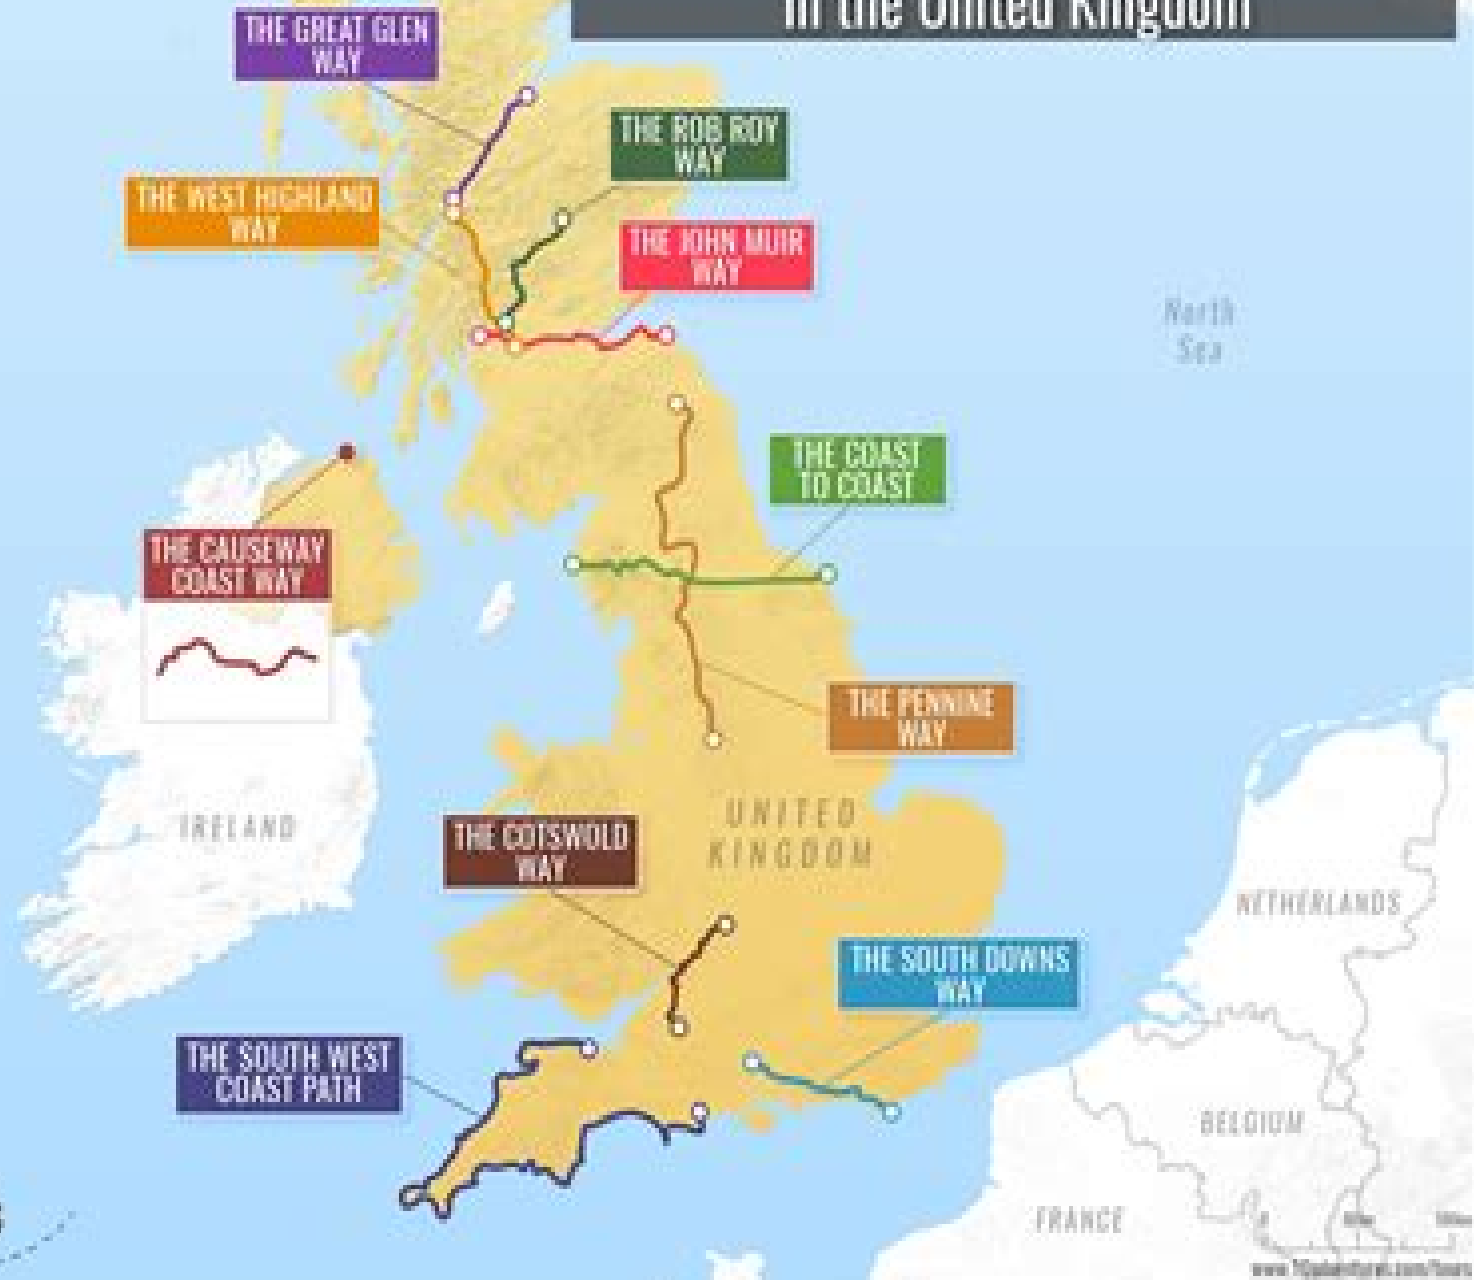 in the United Kingdom
THE GREAT GLEN
WAY
THE ROB ROY
WAY
THE WEST HIGHLAND
WAY
THE JOHN MUIR
WAY
North
Sea
THE COAST
TO COAST
THE CAUSEWAY
COAST WAY
THE PENNINE
WAY
UNITED
KINGDOM
IRELAND
THE COTSWOLD
WAY
NETHERLANDS
THE SOUTH DOWNS
WAY
THE SOUTH WEST
COAST PATH
BELGIUM
FRANCE